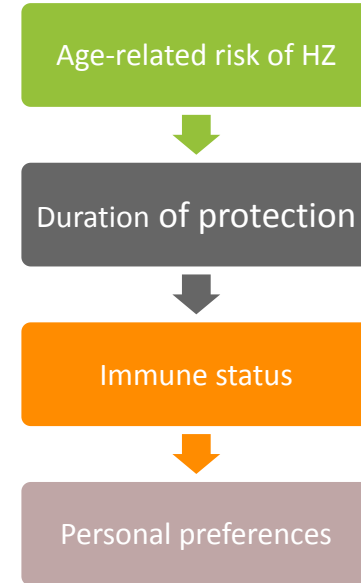 Age-related risk of HZ
Duration of protection
Immune status
Personal preferences